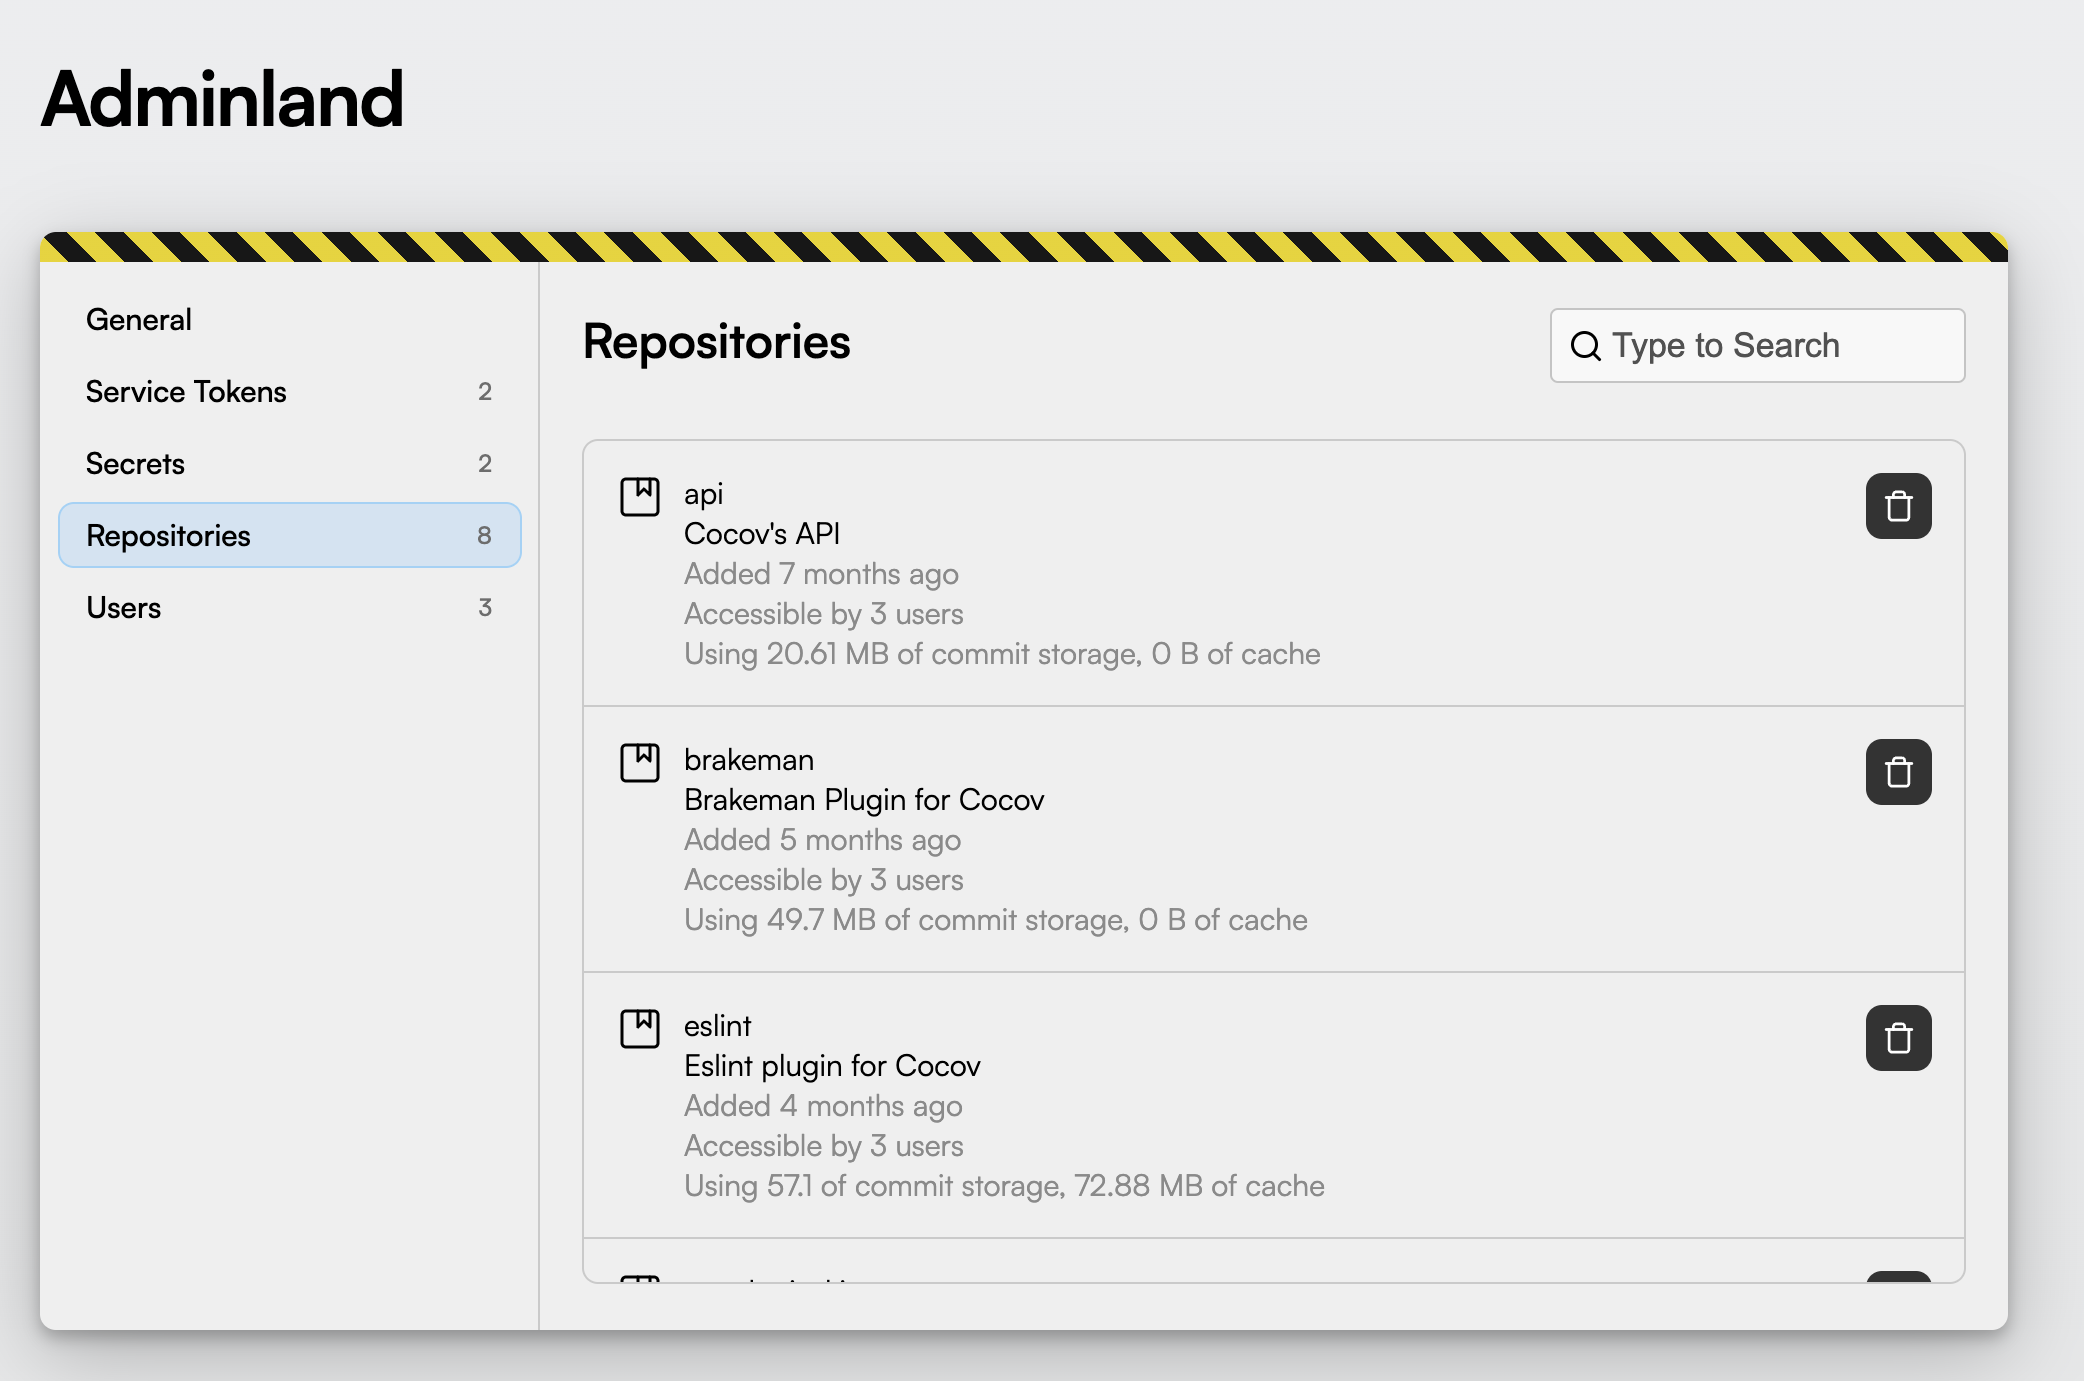 Adminland
General
Service Tokens 2
Secrets 2
Repositories 8
Users 3
Repositories
Type to Search
api
Cocov's API
Added 7 months ago
Accessible by 3 users
Using 20.61 MB of commit storage, 0 B of cache
brakeman
Brakeman Plugin for Cocov
Added 5 months ago
Accessible by 3 users
Using 49.7 MB of commit storage, 0 B of cache
eslint
Eslint plugin for Cocov
Added 4 months ago
Accessible by 3 users
Using 57.1 of commit storage, 72.88 MB of cache